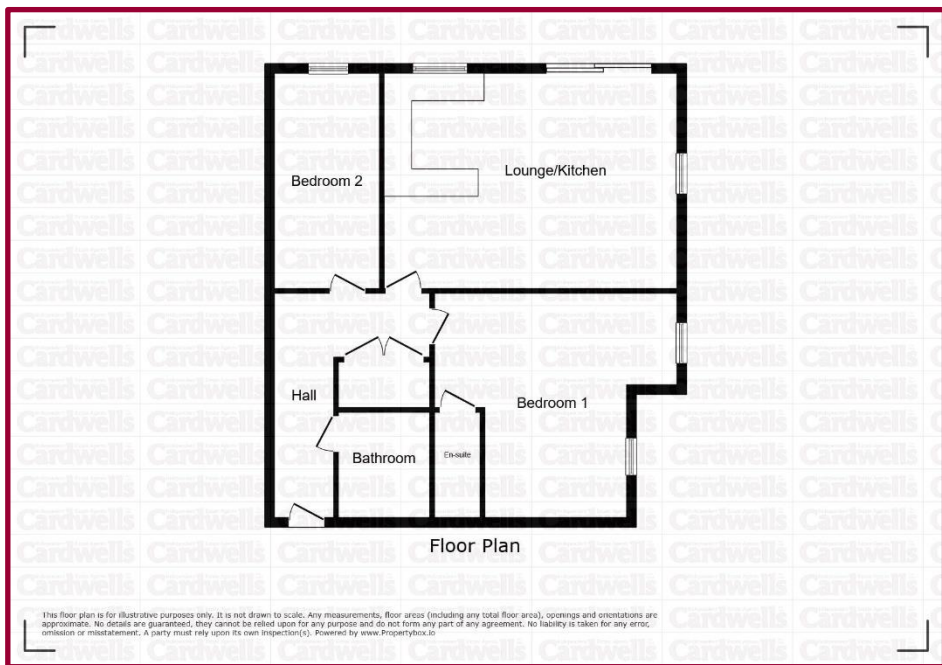 Bedroom 2
Lounge/Kitchen
Hall
Bedroom 1
Bathroom
En-suite
Floor Plan
This floor plan is for illustrative purposes only. It is not drawn to scale. Any measurements, floor areas (including any total floor area), openings and orientations are
approximate. No details are guaranteed, they cannot be relied upon for any purpose and do not form any part of any agreement. No liability is taken for any error,
omission or misstatement. A party must rely upon its own inspection(s). Powered by www.Propertybox.io
Cardwells